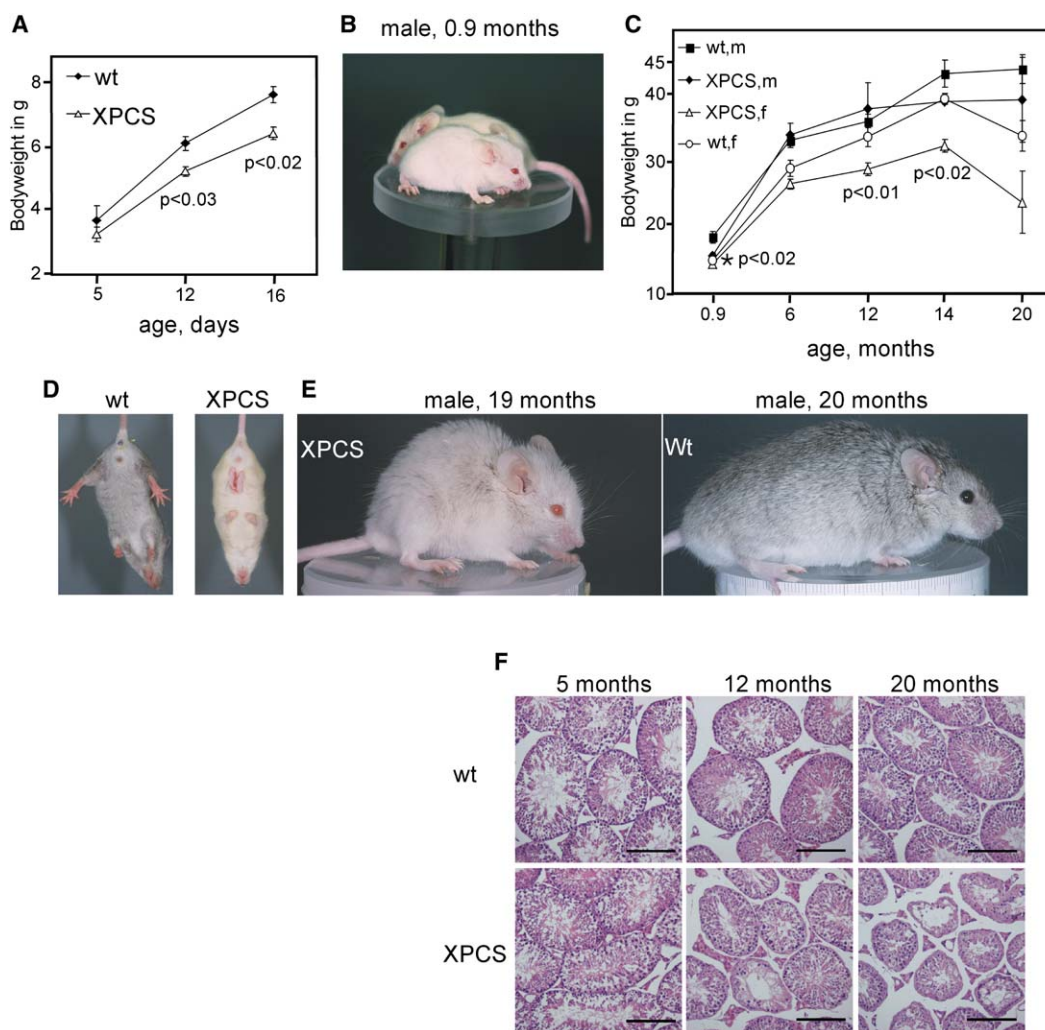 A
Bodyweight in g
8
6
4
2
wt
XPCS
p<0.03
p<0.02
5 12 16
age, days
B
male, 0.9 months
C
Bodyweight in g
45
40
30
20
10
wt,m
XPCS,m
XPCS,f
wt,f
p<0.01
p<0.02
* p<0.02
0.9 6 12 14 20
age, months
D
wt XPCS
E
male, 19 months male, 20 months
XPCS Wt
F
5 months 12 months 20 months
wt
XPCS